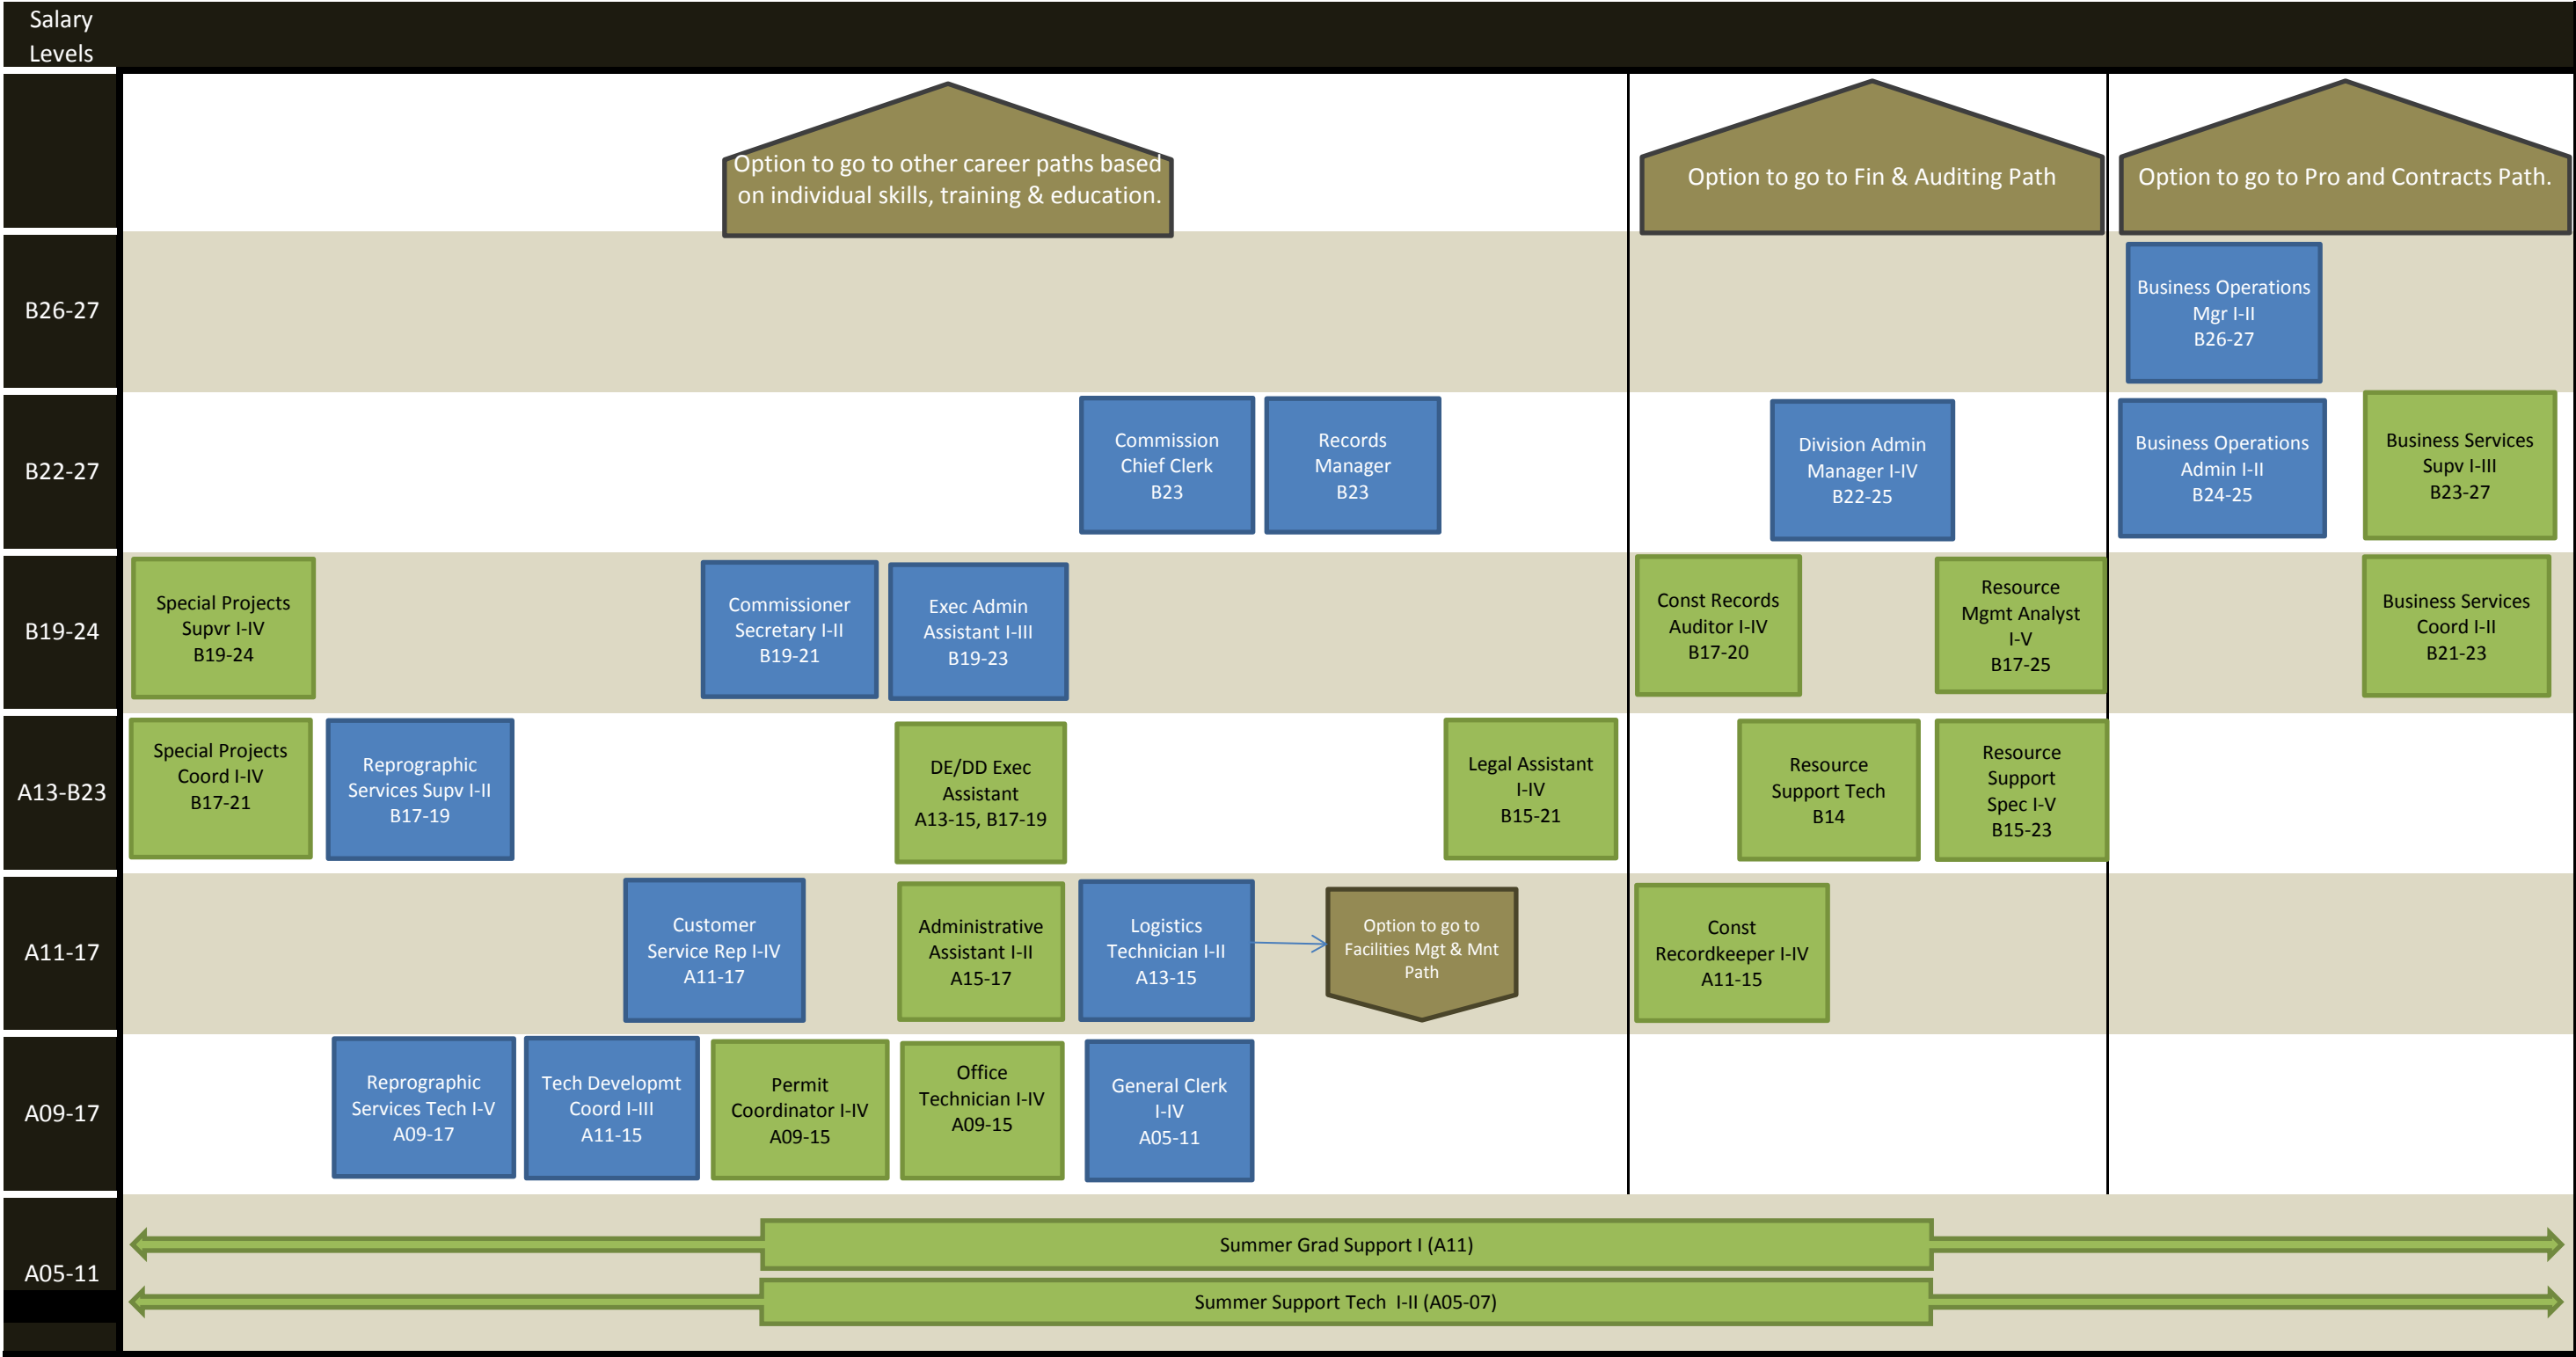 Salary
Levels
Option to go to other career paths based
on individual skills, training & education.
Option to go to Fin & Auditing Path
Option to go to Pro and Contracts Path.
B26-27
Business Operations
Mgr I-II
B26-27
B22-27
Commission
Chief Clerk
B23
Records
Manager
B23
Division Admin
Manager I-IV
B22-25
Business Operations
Admin I-II
B24-25
Business Services
Supv I-III
B23-27
B19-24
Special Projects
Supvr I-IV
B19-24
Commissioner
Secretary I-II
B19-21
Exec Admin
Assistant I-III
B19-23
Const Records
Auditor I-IV
B17-20
Resource
Mgmt Analyst
I-V
B17-25
Business Services
Coord I-II
B21-23
A13-B23
Special Projects
Coord I-IV
B17-21
Reprographic
Services Supv I-II
B17-19
DE/DD Exec
Assistant
A13-15, B17-19
Legal Assistant
I-IV
B15-21
Resource
Support Tech
B14
Resource
Support
Spec I-V
B15-23
A11-17
Customer
Service Rep I-IV
A11-17
Administrative
Assistant I-II
A15-17
Logistics
Technician I-II
A13-15
Option to go to
Facilities Mgt & Mnt
Path
Const
Recordkeeper I-IV
A11-15
A09-17
Reprographic
Services Tech I-V
A09-17
Tech Developmt
Coord I-III
A11-15
Permit
Coordinator I-IV
A09-15
Office
Technician I-IV
A09-15
General Clerk
I-IV
A05-11
A05-11
Summer Grad Support I (A11)
Summer Support Tech I-II (A05-07)